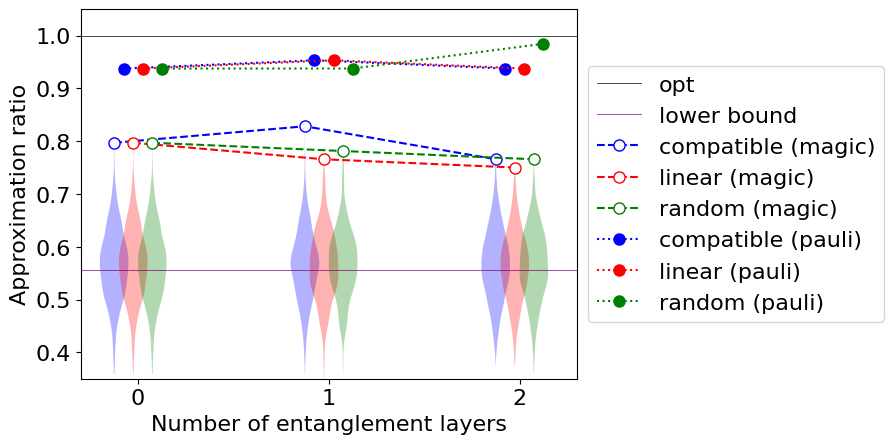 Approximation ratio
1.0
0.9
0.8
0.7
0.6
0.5
0.4
0
1
2
Number of entanglement layers
opt
lower bound
compatible (magic)
linear (magic)
random (magic)
compatible (pauli)
linear (pauli)
random (pauli)